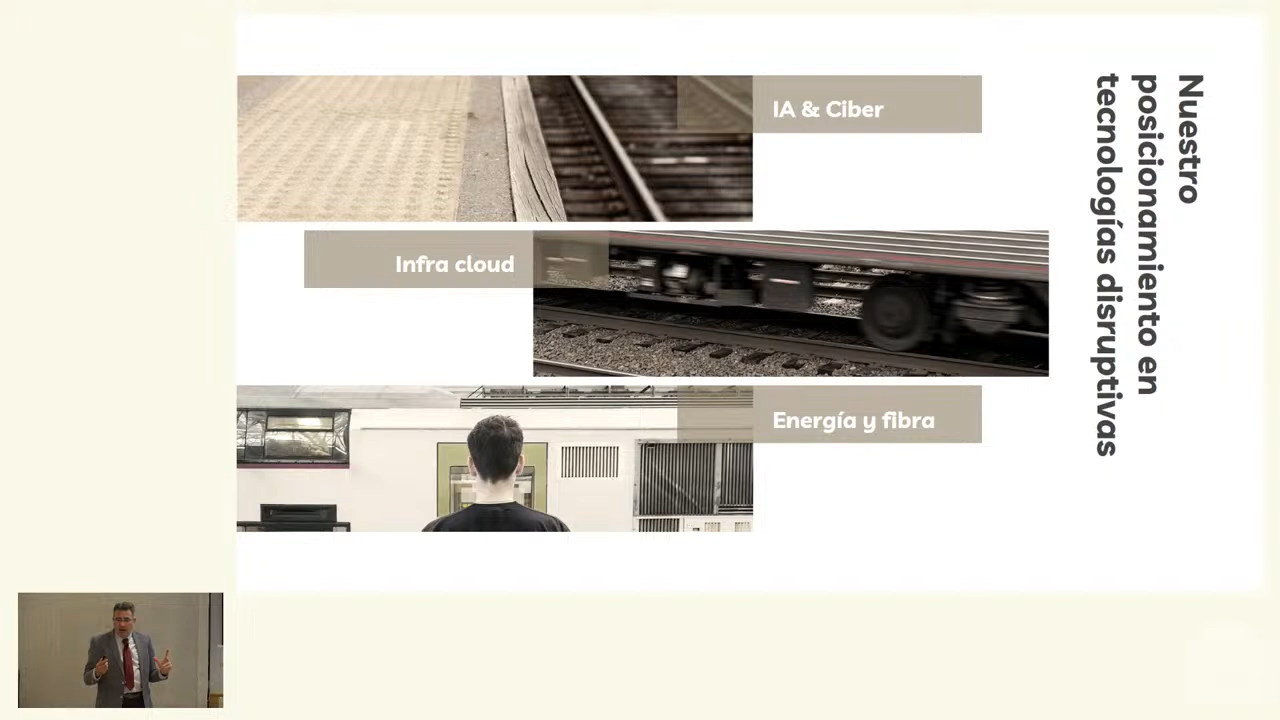 Nuestro
posicionamiento en
tecnologías disruptivas
IA & Ciber
Infra cloud
Energía y fibra